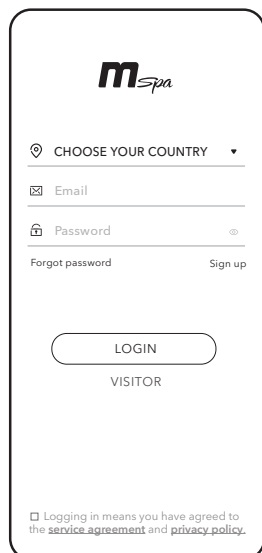 mspa
CHOOSE YOUR COUNTRY
Email
Password
Forgot password Sign up
LOGIN
VISITOR
Logging in means you have agreed to
the service agreement and privacy policy.